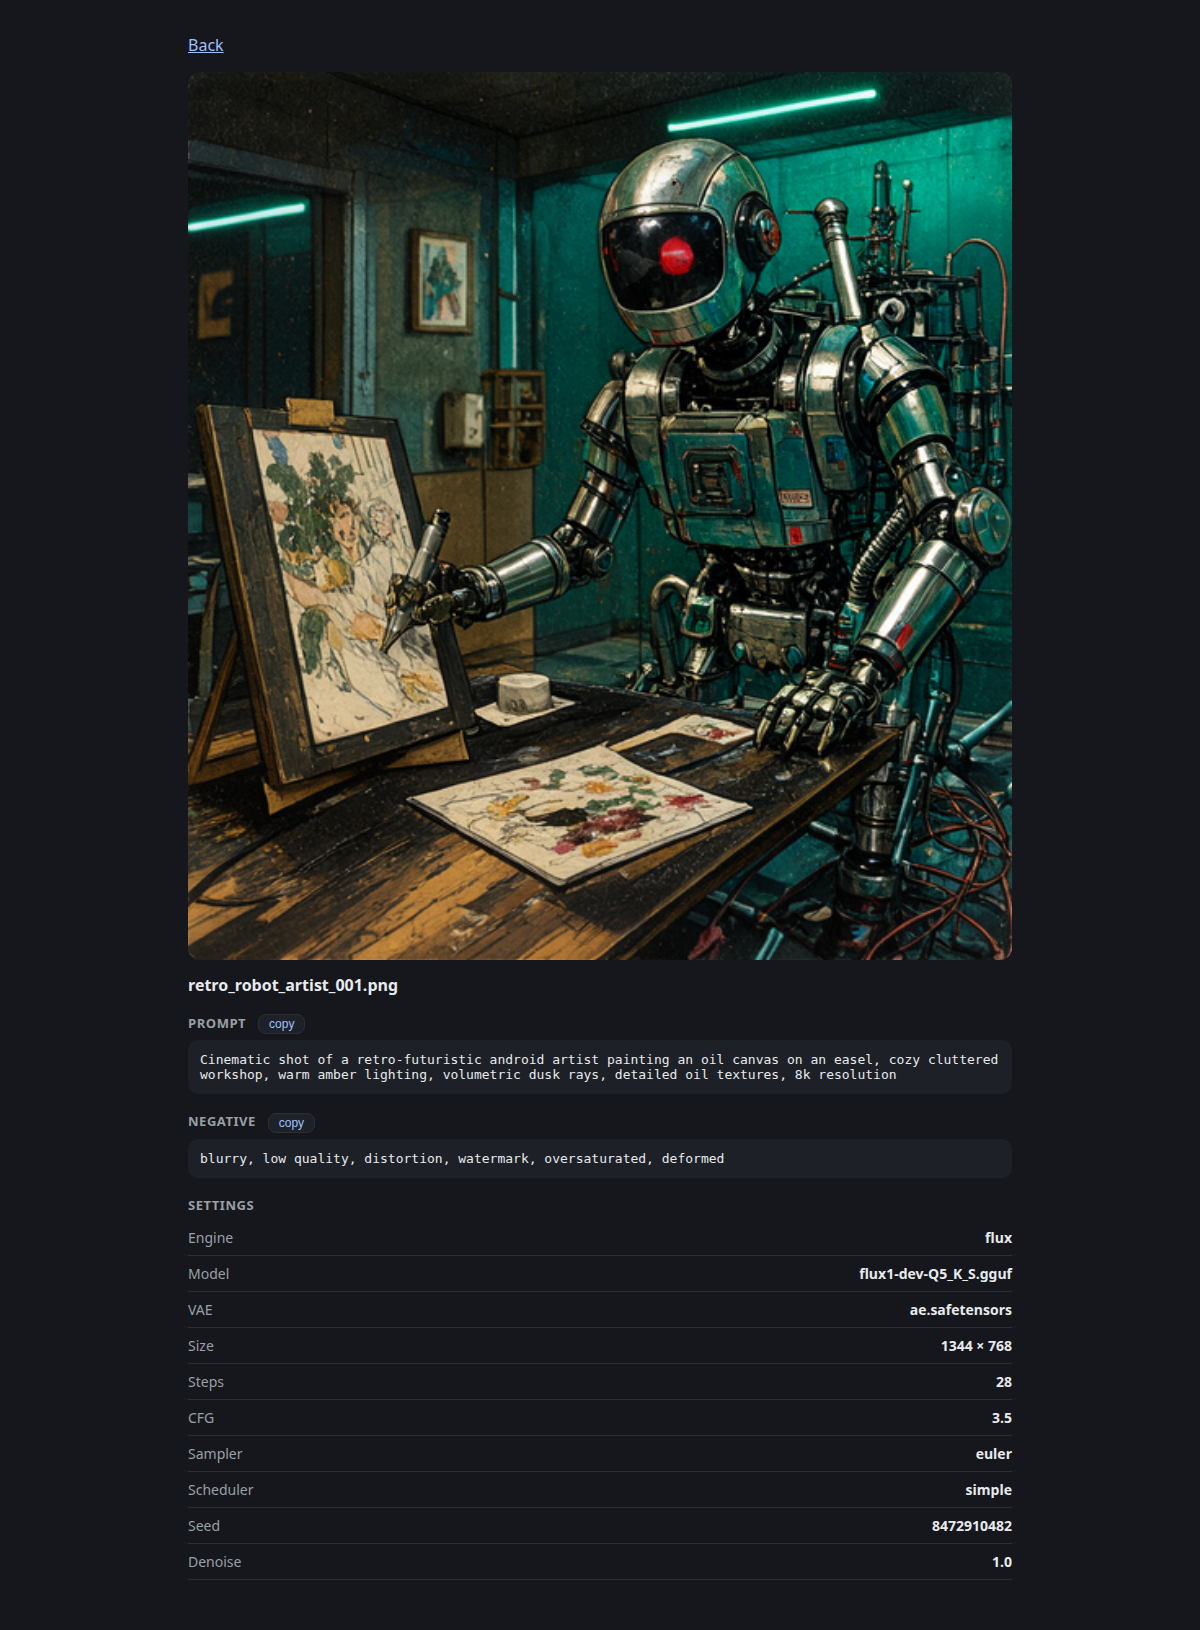 Back
retro_robot_artist_001.png
PROMPT copy
Cinematic shot of a retro-futuristic android artist painting an oil canvas on an easel, cozy cluttered
workshop, warm amber lighting, volumetric dusk rays, detailed oil textures, 8k resolution
NEGATIVE copy
blurry, low quality, distortion, watermark, oversaturated, deformed
SETTINGS
Engine flux
Model flux1-dev-Q5_K_S.gguf
VAE ae.safetensors
Size 1344 × 768
Steps 28
CFG 3.5
Sampler euler
Scheduler simple
Seed 8472910482
Denoise 1.0